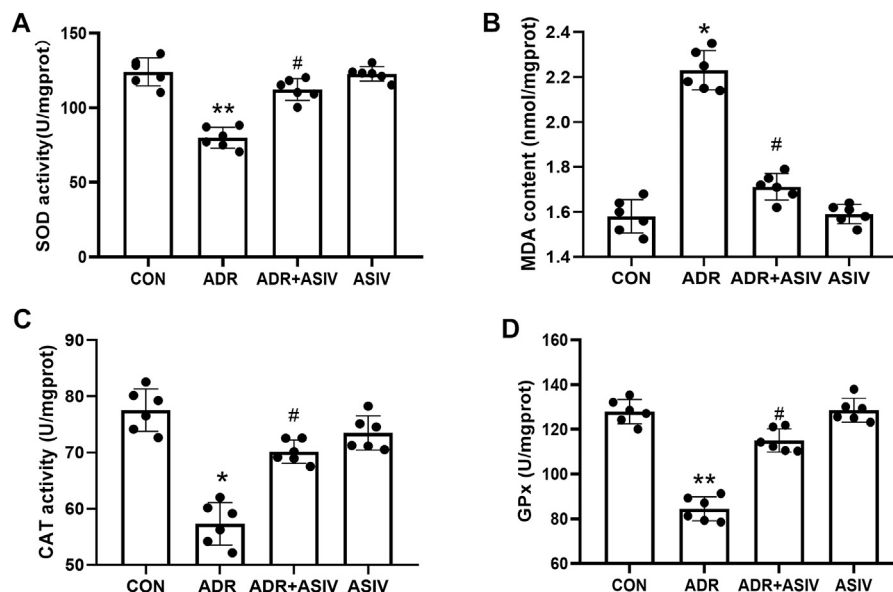 A
SOD activity(U/mgprot)
150
100
50
0
**
#
CON ADR ADR+ASIV ASIV
B
MDA content (nmol/mgprot)
2.4
2.2
2.0
1.8
1.6
1.4
*
#
CON ADR ADR+ASIV ASIV
C
CAT activity (U/mgprot)
90
80
70
60
50
*
#
CON ADR ADR+ASIV ASIV
D
GPx (U/mgprot)
160
140
120
100
80
60
**
#
CON ADR ADR+ASIV ASIV